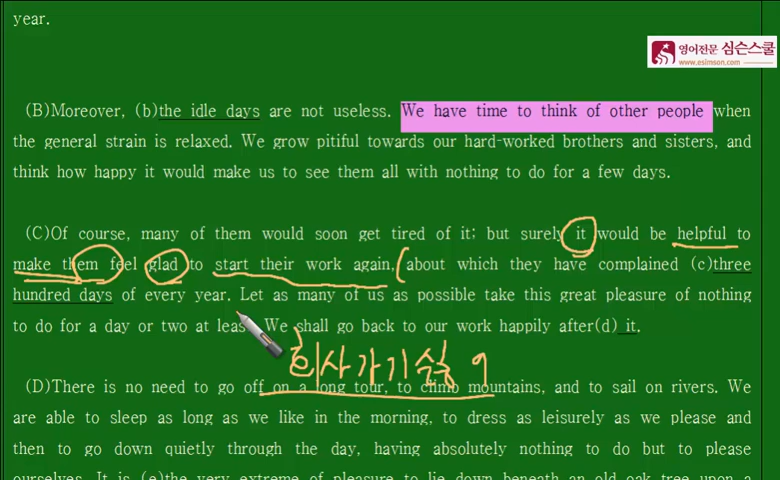 year.
영어전문 심슨스쿨
www.esimson.com
(B)Moreover, (b)the idle days are not useless. We have time to think of other people when
the general strain is relaxed. We grow pitiful towards our hard-worked brothers and sisters, and
think how happy it would make us to see them all with nothing to do for a few days.
(C)Of course, many of them would soon get tired of it; but surely it would be helpful to
make them feel glad to start their work again, about which they have complained (c)three
hundred days of every year. Let as many of us as possible take this great pleasure of nothing
to do for a day or two at leas We shall go back to our work happily after(d) it.
회사가기싫음
(D)There is no need to go off on a long tour, to climb mountains, and to sail on rivers. We
are able to sleep as long as we like in the morning, to dress as leisurely as we please and
then to go down quietly through the day, having absolutely nothing to do but to please
ourselves. It is (e)the very extreme of pleasure to lie down beneath an old oak tree upon a